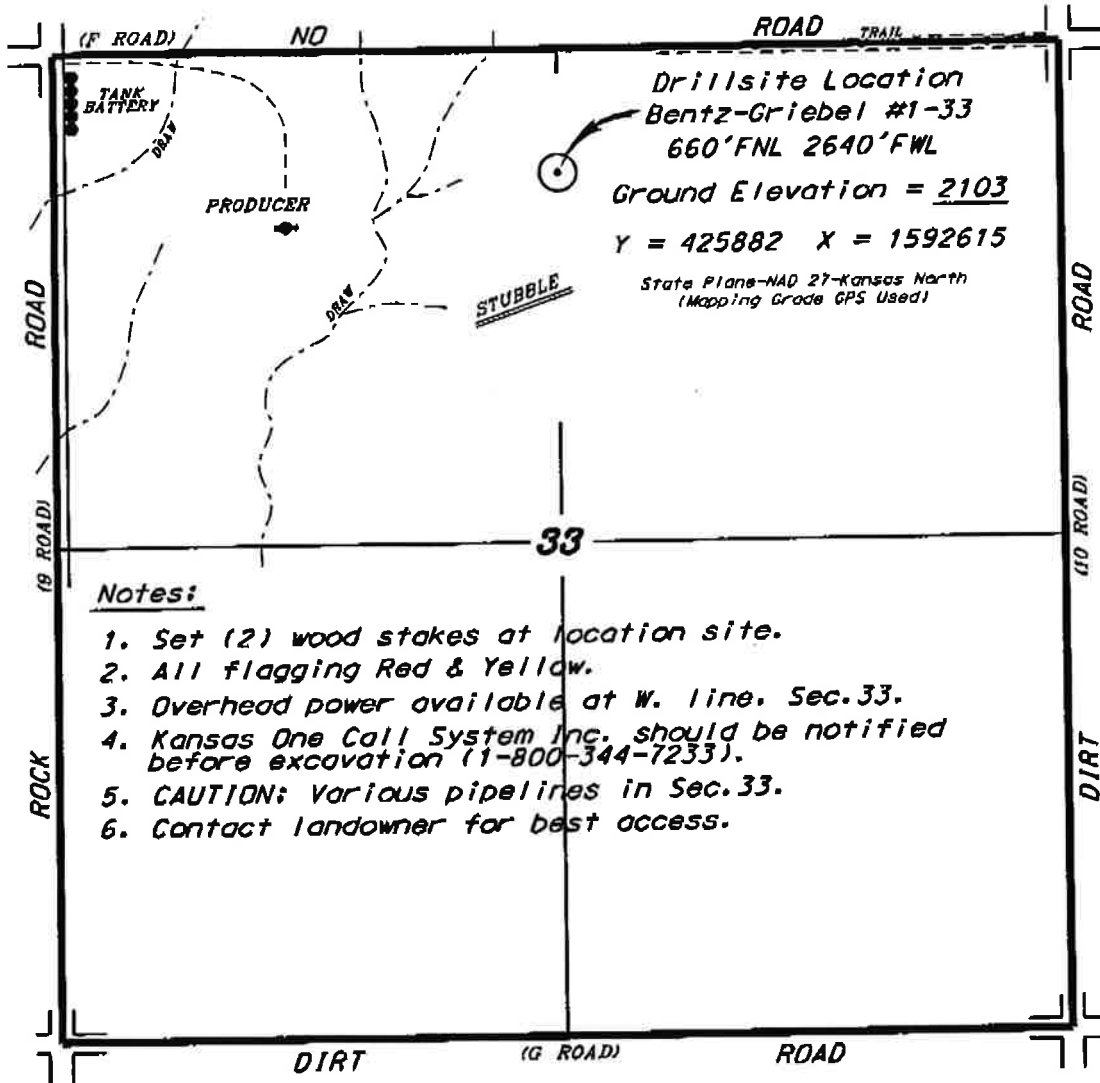 (F ROAD) NO ROAD TRAIL
TANK
BATTERY
DRAW
Drillsite Location
Bentz-Griebel #1-33
660'FNL 2640'FWL
PRODUCER
Ground Elevation = 2103
Y = 425882 X = 1592615
State Plane-NAD 27-Kansas North
(Mapping Grade GPS Used)
STUBBLE
DRAW
ROAD
ROAD
(9 ROAD)
(10 ROAD)
33
Notes:
1. Set (2) wood stakes at location site.
2. All flagging Red & Yellow.
3. Overhead power available at W. line. Sec.33.
4. Kansas One Call System Inc. should be notified
before excavation (1-800-344-7233).
5. CAUTION: Various pipelines in Sec.33.
6. Contact landowner for best access.
ROCK
DIRT
DIRT (G ROAD) ROAD